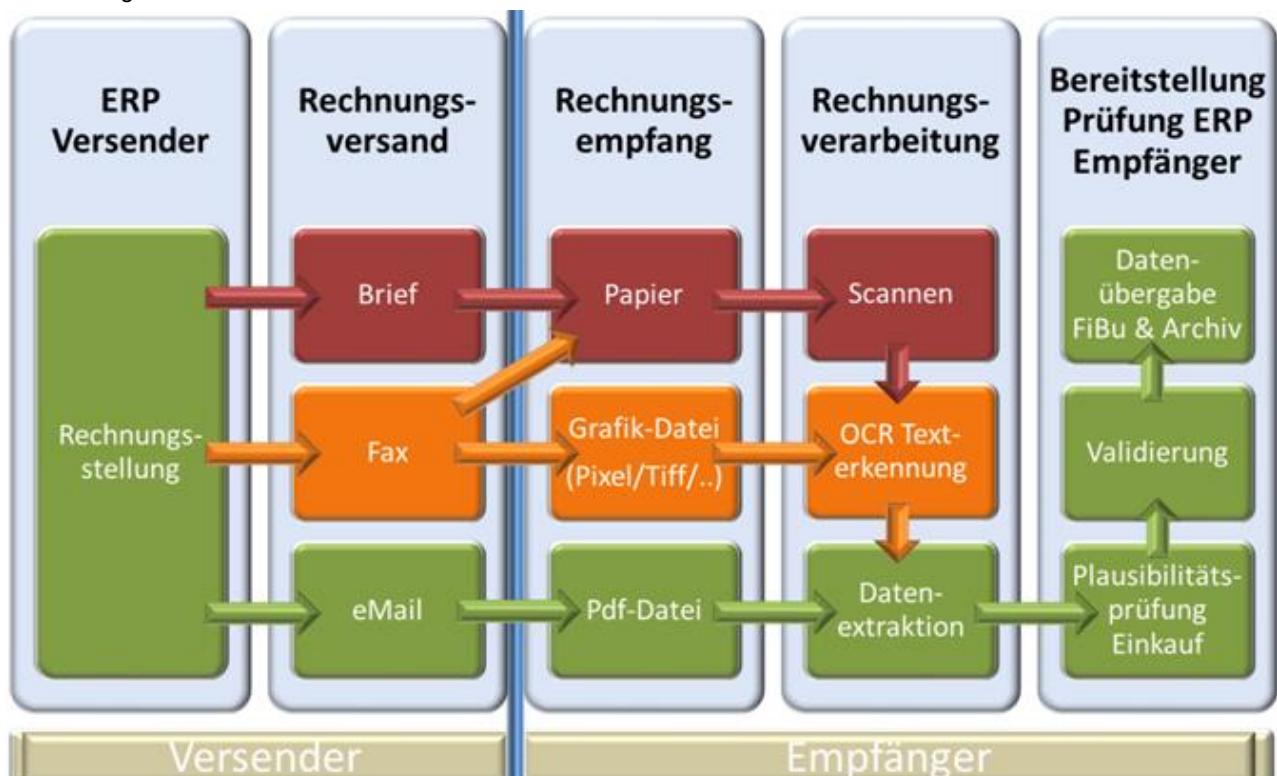 ERP
Versender
Rechnungs-
versand
Rechnungs-
empfang
Rechnungs-
verarbeitung
Bereitstellung
Prüfung ERP
Empfänger
Rechnungs-
stellung
Brief
Papier
Scannen
Daten-
übergabe
FiBu & Archiv
Fax
Grafik-Datei
(Pixel/Tiff/..)
OCR Text-
erkennung
Validierung
eMail
Pdf-Datei
Daten-
extraktion
Plausibilitäts-
prüfung
Einkauf
Versender
Empfänger